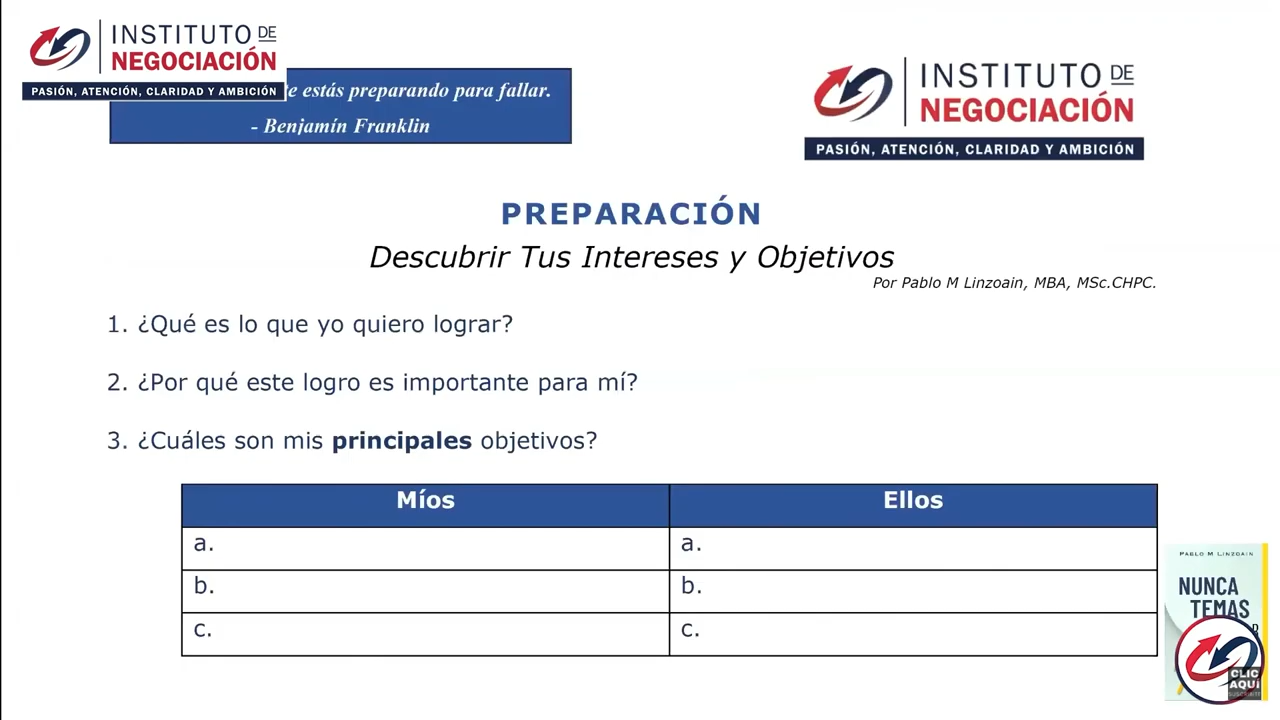 INSTITUTO DE
NEGOCIACIÓN
PASIÓN, ATENCIÓN, CLARIDAD Y AMBICIÓN
te estás preparando para fallar.
- Benjamín Franklin
INSTITUTO DE
NEGOCIACIÓN
PASIÓN, ATENCIÓN, CLARIDAD Y AMBICIÓN
PREPARACIÓN
Descubrir Tus Intereses y Objetivos
Por Pablo M Linzoain, MBA, MSc.CHPC.
1. ¿Qué es lo que yo quiero lograr?
2. ¿Por qué este logro es importante para mí?
3. ¿Cuáles son mis principales objetivos?
Míos Ellos
a. a.
b. b.
c. c.
PABLO M LINZOAIN
NUNCA
TEMAS
CLIC
AQUÍ
SUSCRIBITE